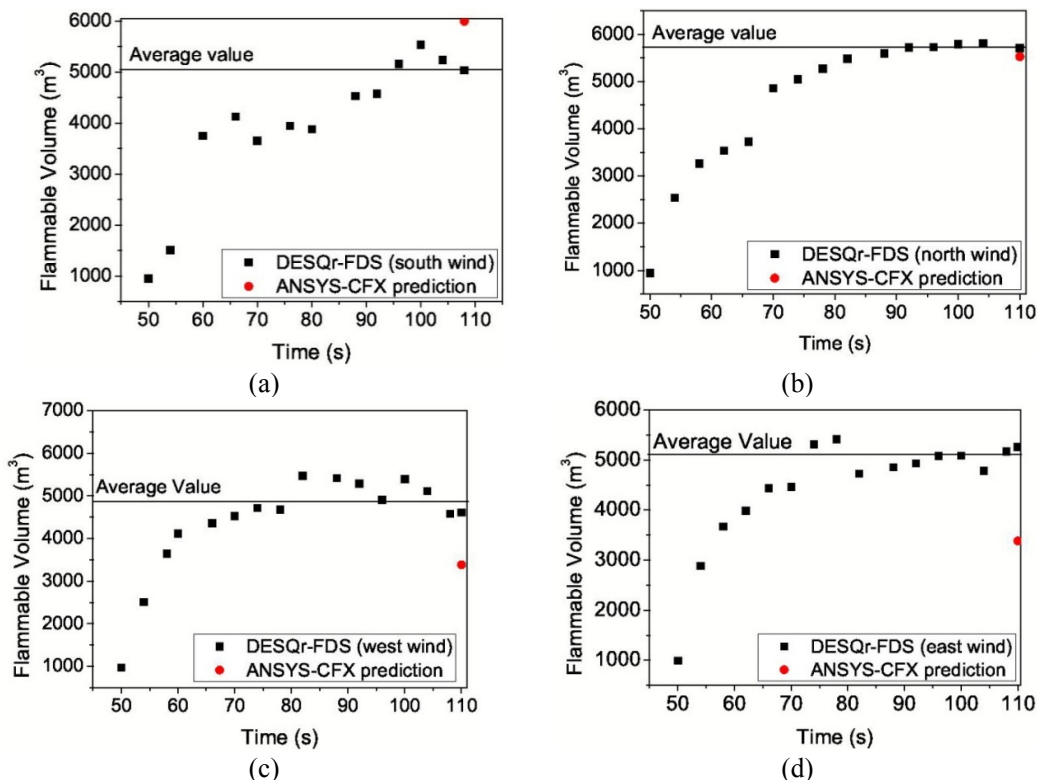 6000
5000
4000
3000
2000
1000
Flammable Volume (m³)
Average value
DESQr-FDS (south wind)
ANSYS-CFX prediction
50 60 70 80 90 100 110
Time (s)
(a)
6000
5000
4000
3000
2000
1000
Flammable Volume (m³)
Average value
DESQr-FDS (north wind)
ANSYS-CFX prediction
50 60 70 80 90 100 110
Time (s)
(b)
7000
6000
5000
4000
3000
2000
1000
Flammable Volume (m³)
Average Value
DESQr-FDS (west wind)
ANSYS-CFX prediction
50 60 70 80 90 100 110
Time (s)
(c)
6000
5000
4000
3000
2000
1000
Flammable Volume (m³)
Average Value
DESQr-FDS (east wind)
ANSYS-CFX prediction
50 60 70 80 90 100 110
Time (s)
(d)